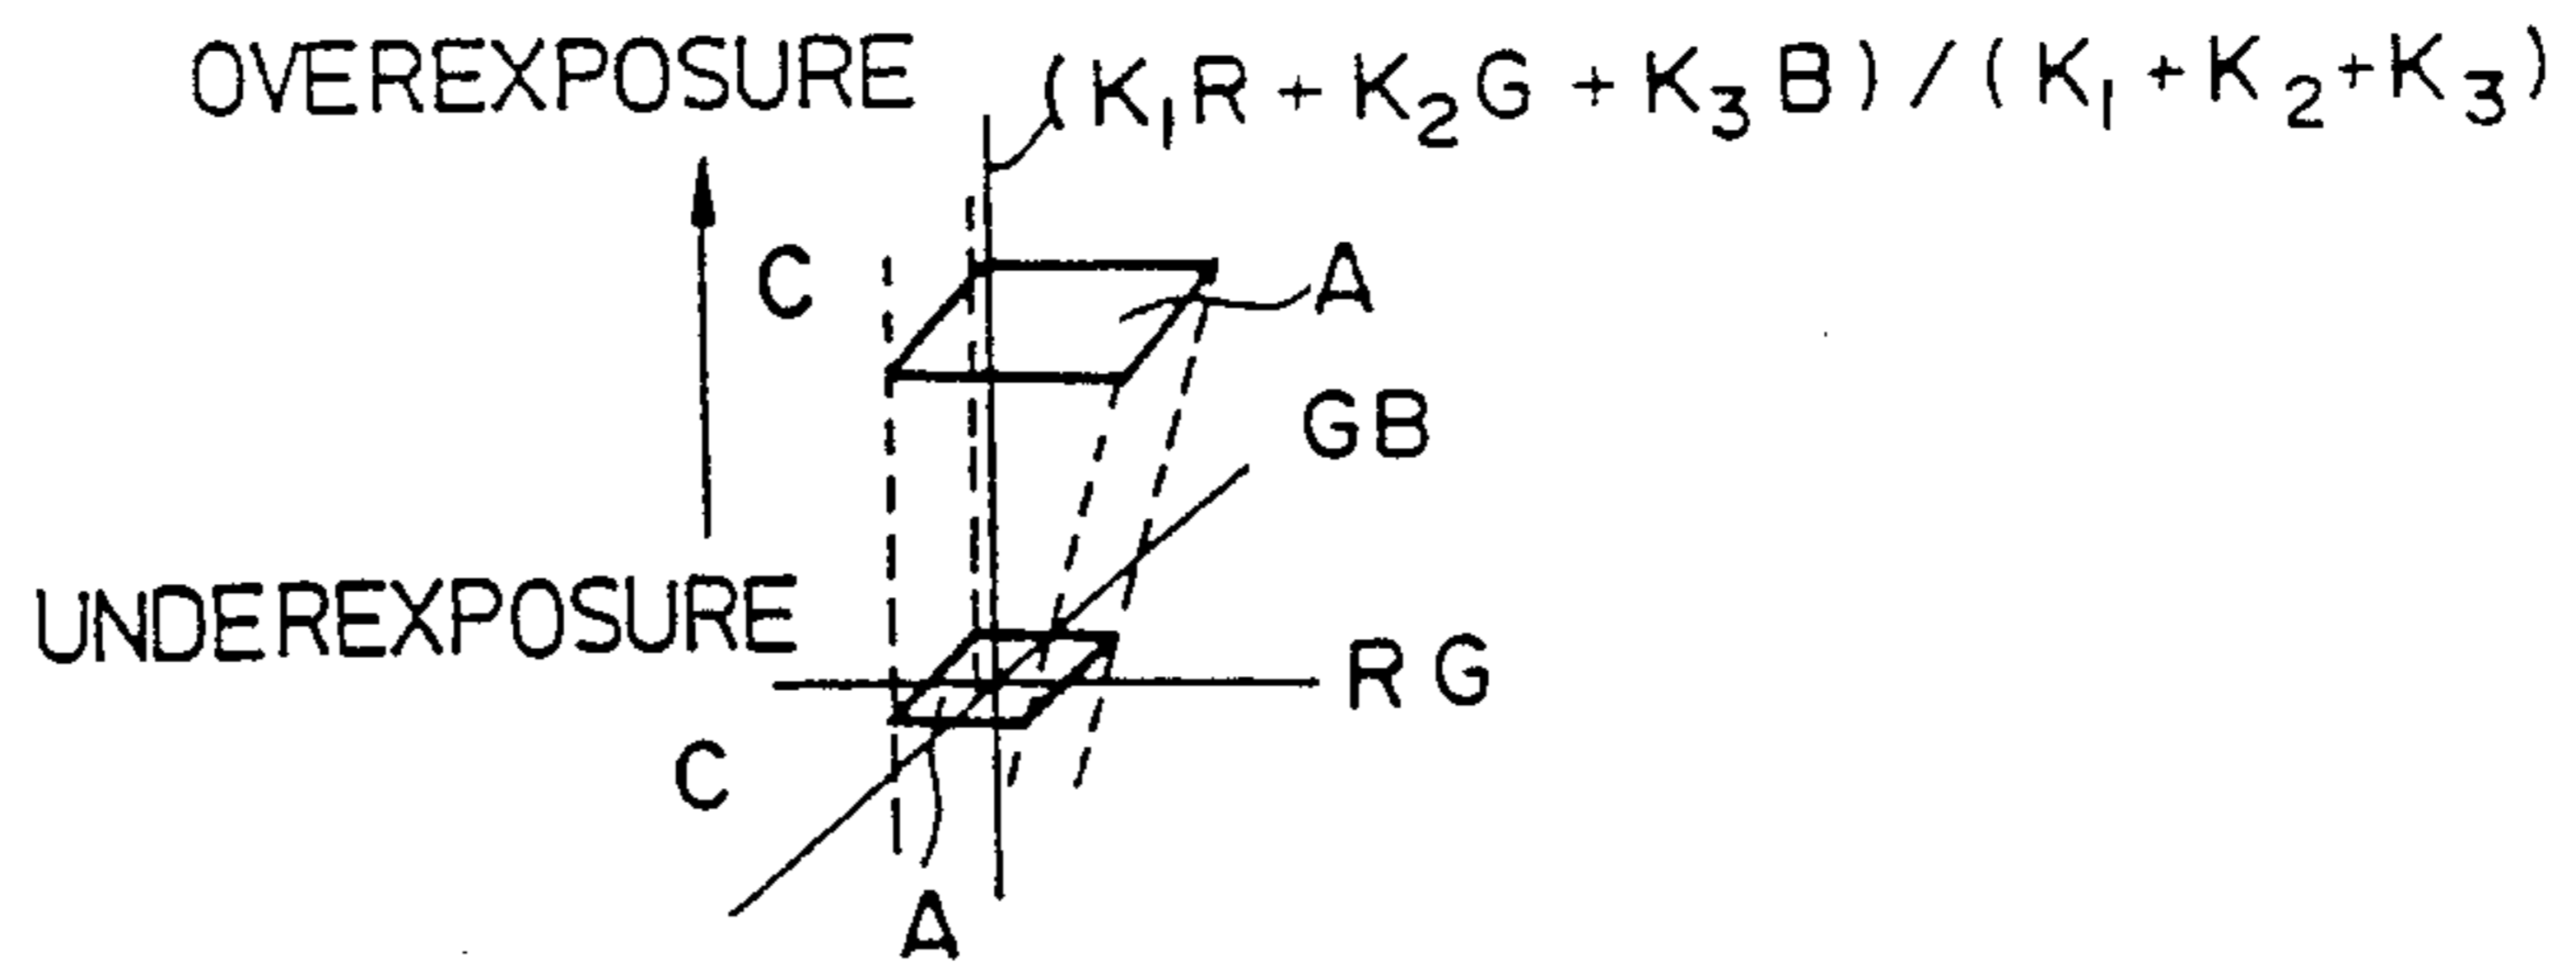 OVEREXPOSURE
(K₁R + K₂G + K₃B) / (K₁ + K₂ + K₃)
C
A
GB
UNDEREXPOSURE
RG
C
A